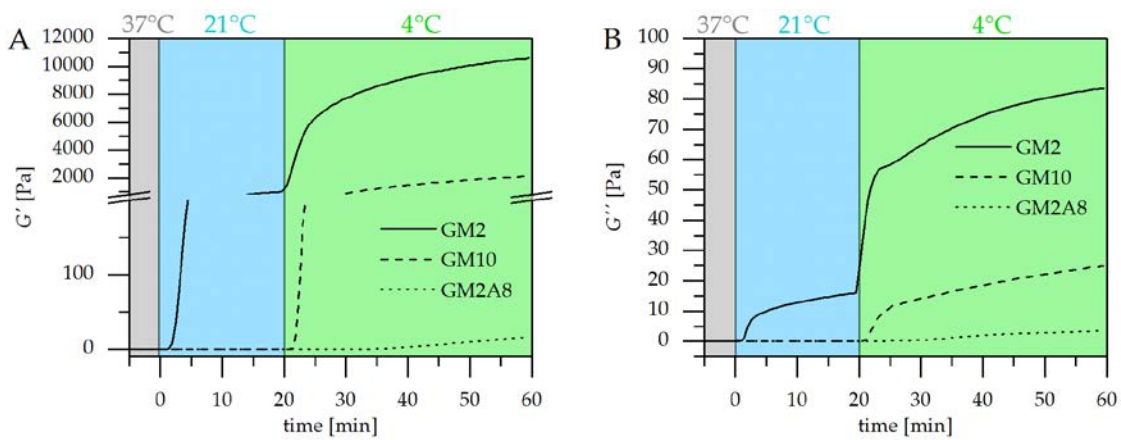 A
37°C 21°C 4°C
12000
10000
8000
6000
4000
2000
100
0
G′ [Pa]
GM2
GM10
GM2A8
0 10 20 30 40 50 60
time [min]
B
37°C 21°C 4°C
100
90
80
70
60
50
40
30
20
10
0
G′′ [Pa]
GM2
GM10
GM2A8
0 10 20 30 40 50 60
time [min]